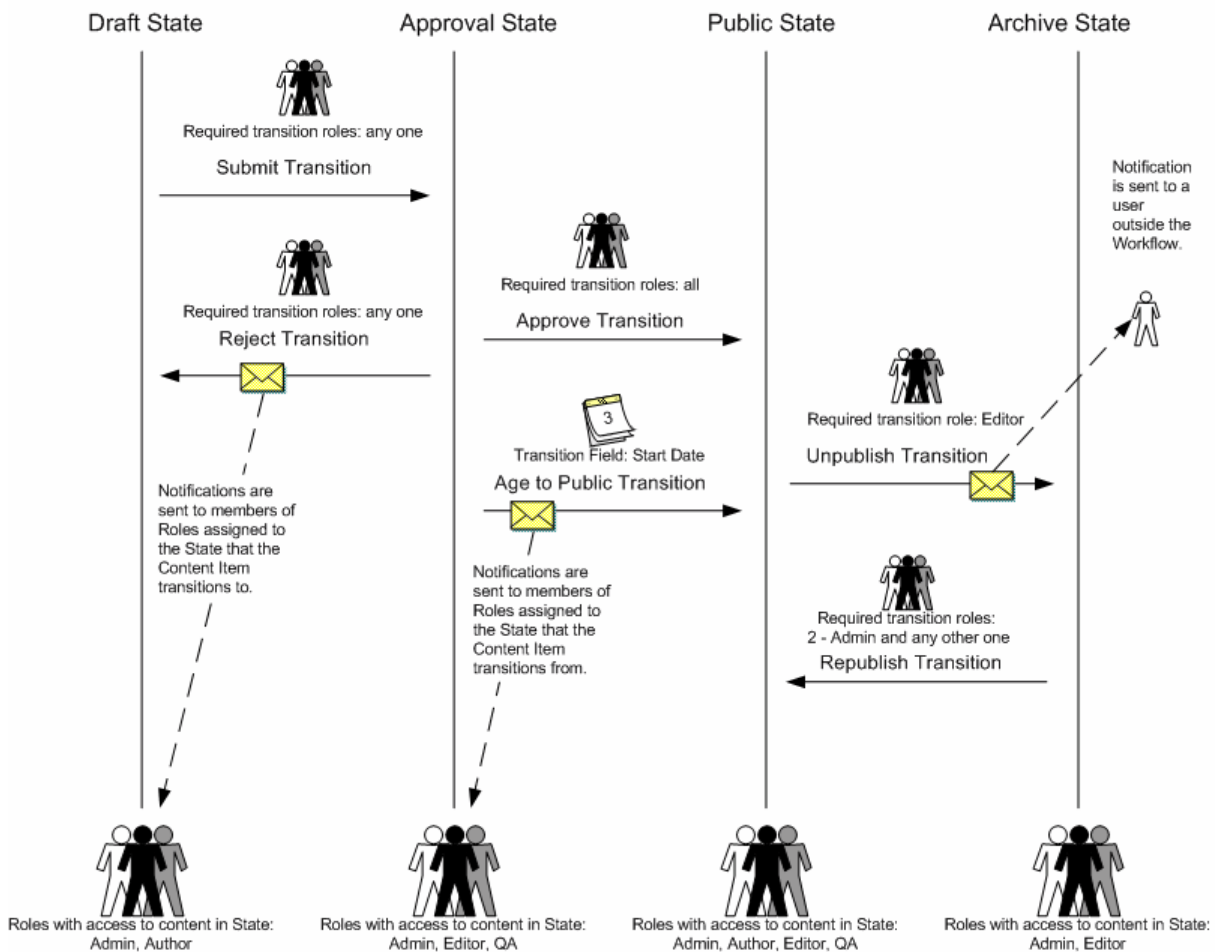 Draft State
Approval State
Public State
Archive State
Required transition roles: any one
Submit Transition
Notification
is sent to a
user
outside the
Workflow.
Required transition roles: any one
Reject Transition
Required transition roles: all
Approve Transition
3
Transition Field: Start Date
Age to Public Transition
Required transition role: Editor
Unpublish Transition
Notifications are
sent to members of
Roles assigned to
the State that the
Content Item
transitions to.
Notifications are
sent to members of
Roles assigned to
the State that the
Content Item
transitions from.
Required transition roles:
2 - Admin and any other one
Republish Transition
Roles with access to content in State:
Admin, Author
Roles with access to content in State:
Admin, Editor, QA
Roles with access to content in State:
Admin, Author, Editor, QA
Roles with access to content in State:
Admin, Editor